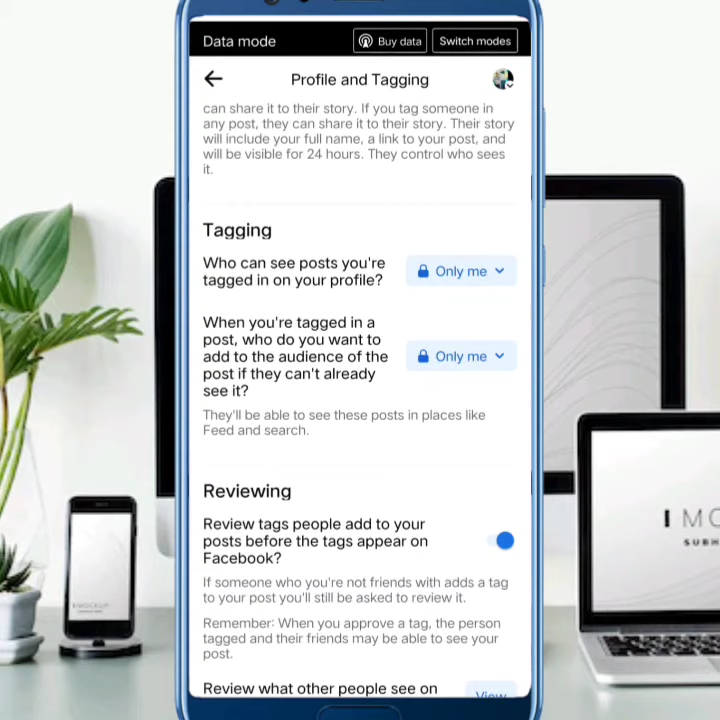 Data mode
Buy data
Switch modes
Profile and Tagging
can share it to their story. If you tag someone in
any post, they can share it to their story. Their story
will include your full name, a link to your post, and
will be visible for 24 hours. They control who sees
it.
Tagging
Who can see posts you're
tagged in on your profile?
Only me
When you're tagged in a
post, who do you want to
add to the audience of the
post if they can't already
see it?
Only me
They'll be able to see these posts in places like
Feed and search.
Reviewing
Review tags people add to your
posts before the tags appear on
Facebook?
If someone who you're not friends with adds a tag
to your post you'll still be asked to review it.
Remember: When you approve a tag, the person
tagged and their friends may be able to see your
post.
Review what other people see on
View
I MO
SUBH
IMOCKUP